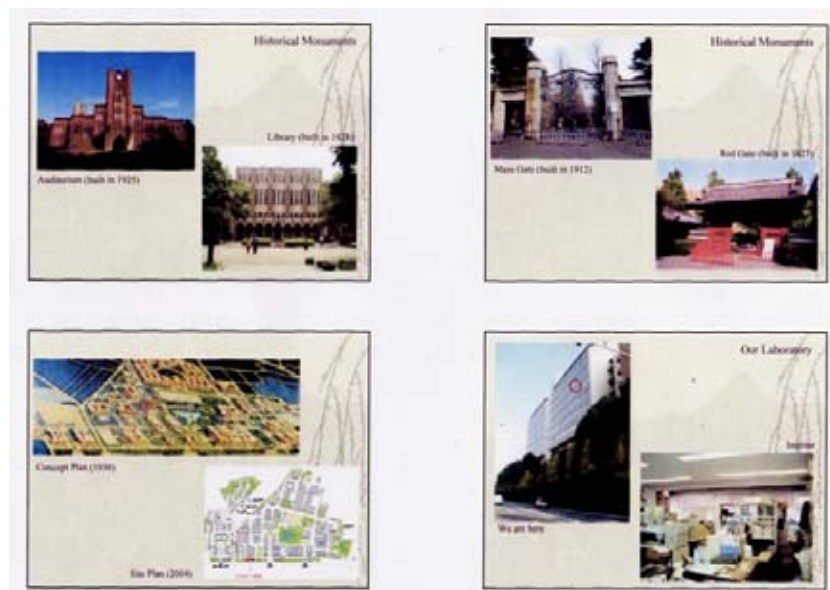 Historical Monuments
Auditorium (built in 1925)
Library (built in 1928)
Historical Monuments
Main Gate (built in 1912)
Red Gate (built in 1827)
Concept Plan
Site Plan (2004)
Our Laboratory
We are here
Interior